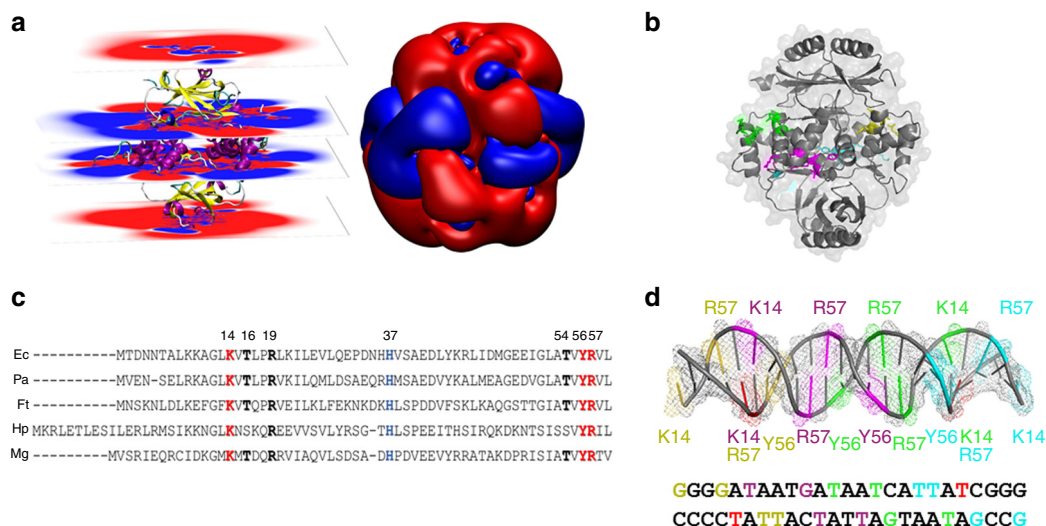 a
b
c
14 16 19 37 54 56 57
Ec ------------MTDNNTALKKAGLKVTLPRLKILEVLQEPDNHHVSAEDLYKRLIDMGEEIGLATVYRVL
Pa ------------MVEN-SELRKAGLKVTLPRVKILQMLDSAEQRHMSAEDVYKALMEAGEDVGLATVYRVL
Ft ------------MNSKNLDLKEFGFKVTQPRVEILKLFEKNKDKHLSPDDVFSKLKAQGSTTGIATVYRVL
Hp MKRLETLESILERLRMSIKKNGLKNSKQREEVVSVLYRSG-THLSPEEITHSIRQKDKNTSISSVYRIL
Mg -----------MVSRIEQRCIDKGMKMTDQRRVIAQVLSDSA-DHPDVEEVYRRATAKDPRISIATVYRTV
d
R57 K14 R57 R57 K14 R57
K14 K14 Y56 R57 Y56 Y56 R57 Y56 K14 K14
R57 R57
GGGGATAATGATAATCATTATCGGG
CCCCTATTACTATTAGTAATAGCCG